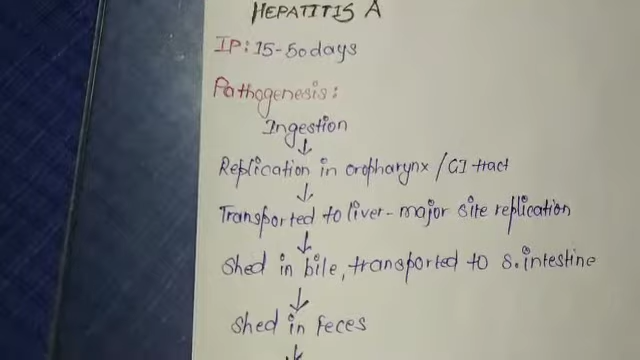 HEPATITIS A
IP: 15-50days
Pathogenesis:
Ingestion
↓
Replication in oropharynx / GI tract
↓
Transported to liver - major site replication
↓
Shed in bile, transported to S. intestine
↓
Shed in feces
↓